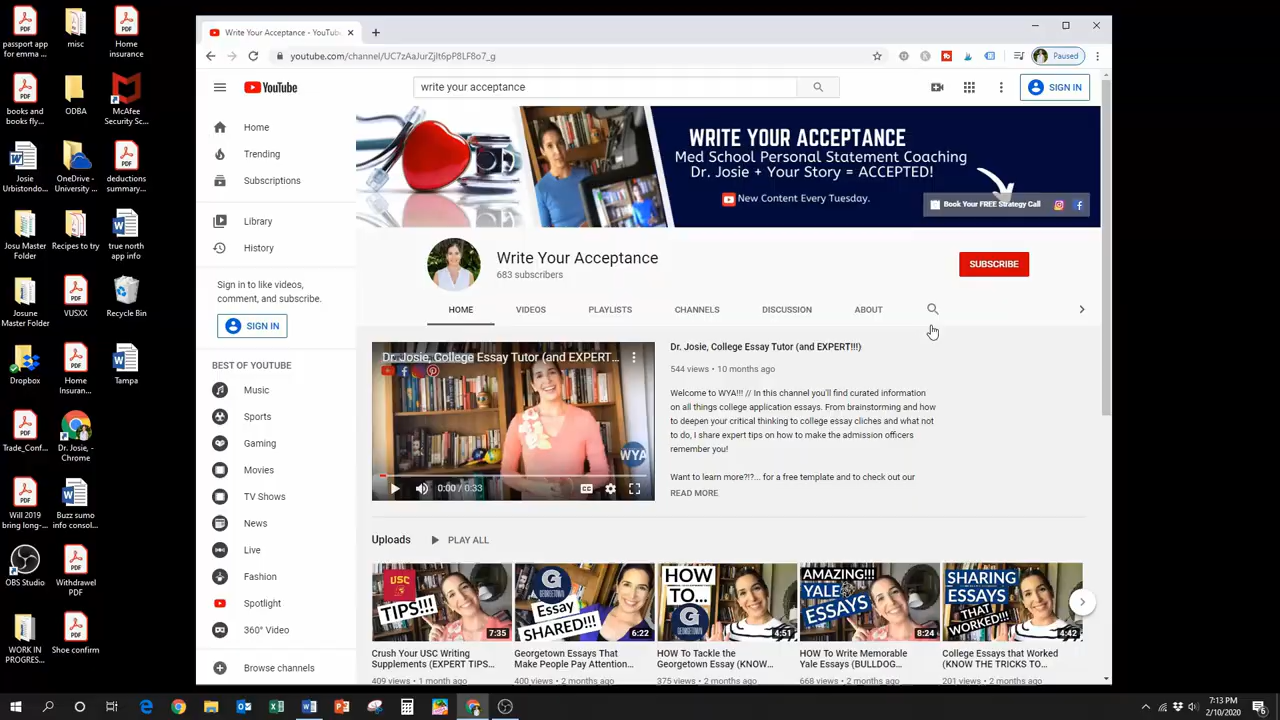 passport app
for emma ...
misc
Home
insurance
books and
books fly...
ODBA
McAfee
Security Sc...
Josie
Urbistondo...
OneDrive -
University ...
deductions
summary...
Josu Master
Folder
Recipes to try
true north
app info
Josune
Master Folder
VUSXX
Recycle Bin
Dropbox
Home
Insuran...
Tampa
Trade_Conf...
Dr. Josie, -
Chrome
Will 2019
bring long-...
Buzz sumo
info consol...
OBS Studio
Withdrawel
PDF
WORK IN
PROGRES...
Shoe confirm
Write Your Acceptance - YouTub
youtube.com/channel/UC7zAaJurZjlt6pP8LF8o7_g
Paused
YouTube
write your acceptance
SIGN IN
Home
Trending
Subscriptions
Library
History
Sign in to like videos,
comment, and subscribe.
SIGN IN
BEST OF YOUTUBE
Music
Sports
Gaming
Movies
TV Shows
News
Live
Fashion
Spotlight
360° Video
Browse channels
WRITE YOUR ACCEPTANCE
Med School Personal Statement Coaching
Dr. Josie + Your Story = ACCEPTED!
New Content Every Tuesday.
Book Your FREE Strategy Call
Write Your Acceptance
683 subscribers
SUBSCRIBE
HOME VIDEOS PLAYLISTS CHANNELS DISCUSSION ABOUT
Dr. Josie, College Essay Tutor (and EXPERT...
WYA
0:00 / 0:33
Dr. Josie, College Essay Tutor (and EXPERT!!!)
544 views • 10 months ago
Welcome to WYA!!! // In this channel you'll find curated information
on all things college application essays. From brainstorming and how
to deepen your critical thinking to college essay cliches and what not
to do, I share expert tips on how to make the admission officers
remember you!
Want to learn more?!?... for a free template and to check out our
READ MORE
Uploads PLAY ALL
USC
TIPS!!!
7:35
Crush Your USC Writing
Supplements (EXPERT TIPS...
409 views • 1 month ago
G
Essay
SHARED!!!
6:22
Georgetown Essays That
Make People Pay Attention...
400 views • 2 months ago
HOW
TO...
G
GEORGETOWN
4:51
HOW To Tackle the
Georgetown Essay (KNOW...
375 views • 2 months ago
AMAZING!!!
YALE
ESSAYS
8:24
HOW To Write Memorable
Yale Essays (BULLDOG...
668 views • 2 months ago
SHARING
ESSAYS
THAT
WORKED!!!
4:42
College Essays that Worked
(KNOW THE TRICKS TO...
201 views • 2 months ago
7:13 PM
2/10/2020